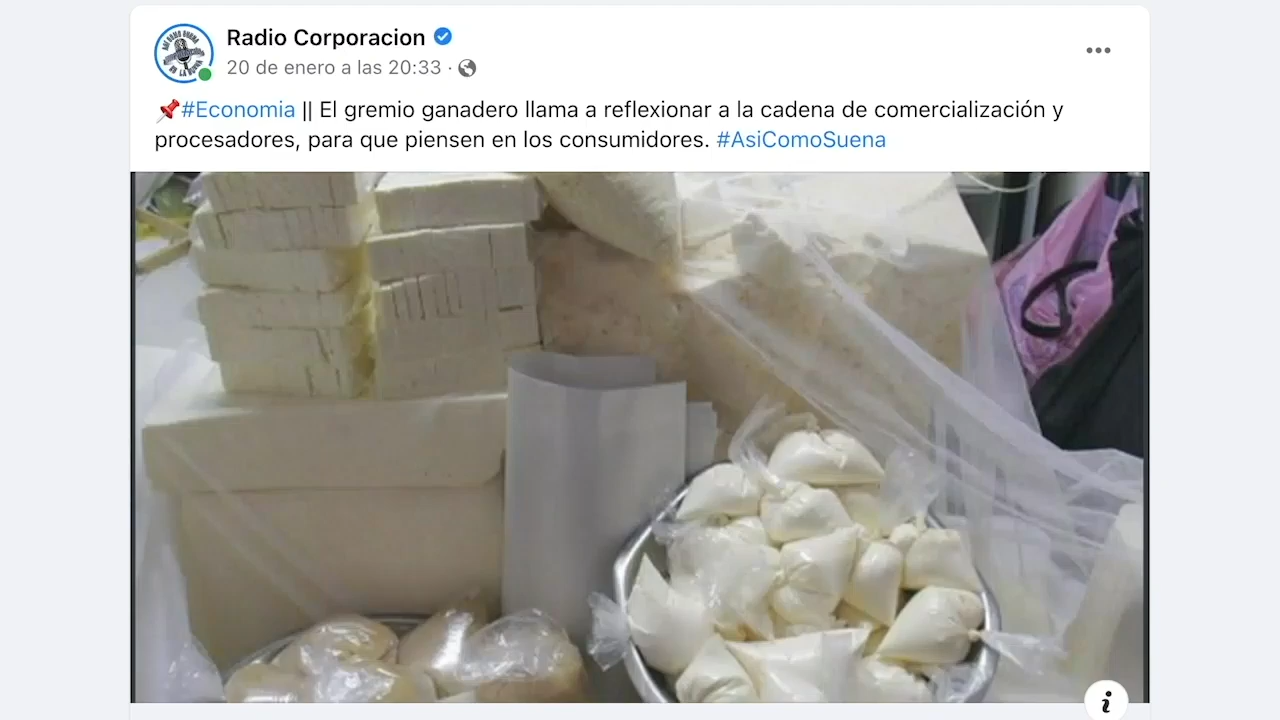 Radio Corporacion
20 de enero a las 20:33 ·
#Economia || El gremio ganadero llama a reflexionar a la cadena de comercialización y
procesadores, para que piensen en los consumidores. #AsiComoSuena
i